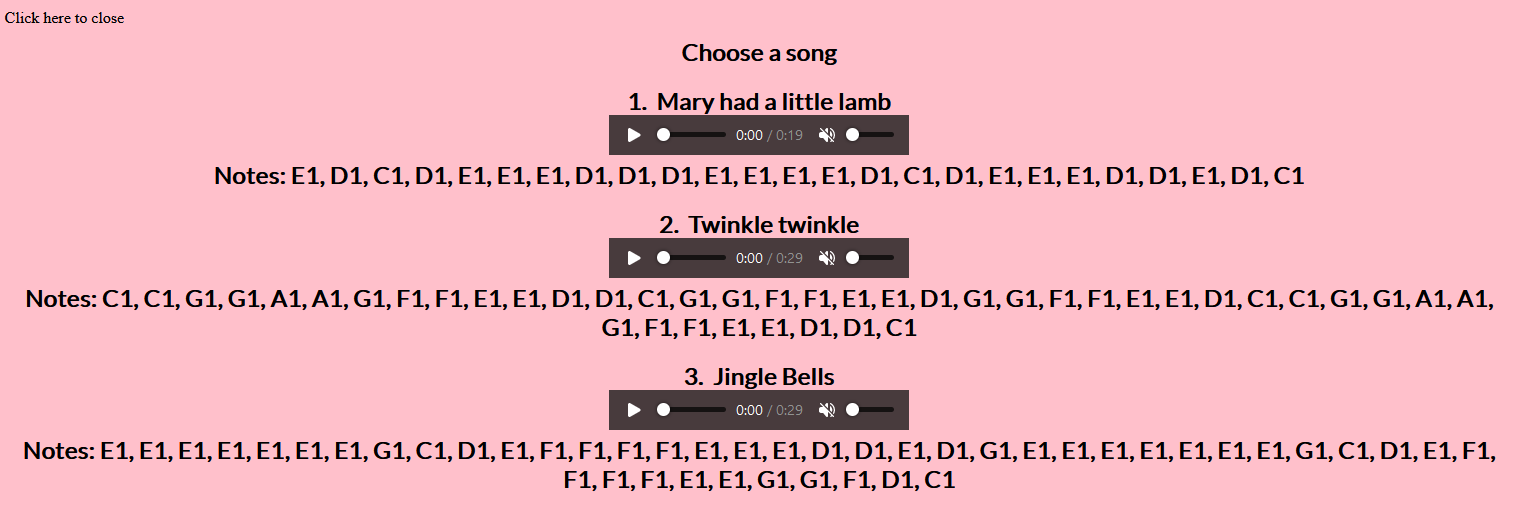 Click here to close
Choose a song
1. Mary had a little lamb
0:00 / 0:19
Notes: E1, D1, C1, D1, E1, E1, E1, D1, D1, D1, E1, E1, E1, E1, D1, C1, D1, E1, E1, E1, D1, D1, E1, D1, C1
2. Twinkle twinkle
0:00 / 0:29
Notes: C1, C1, G1, G1, A1, A1, G1, F1, F1, E1, E1, D1, D1, C1, G1, G1, F1, F1, E1, E1, D1, G1, G1, F1, F1, E1, E1, D1, C1, C1, G1, G1, A1, A1,
G1, F1, F1, E1, E1, D1, D1, C1
3. Jingle Bells
0:00 / 0:29
Notes: E1, E1, E1, E1, E1, E1, E1, G1, C1, D1, E1, F1, F1, F1, F1, E1, E1, E1, D1, D1, E1, D1, G1, E1, E1, E1, E1, E1, E1, E1, G1, C1, D1, E1, F1,
F1, F1, F1, E1, E1, G1, G1, F1, D1, C1